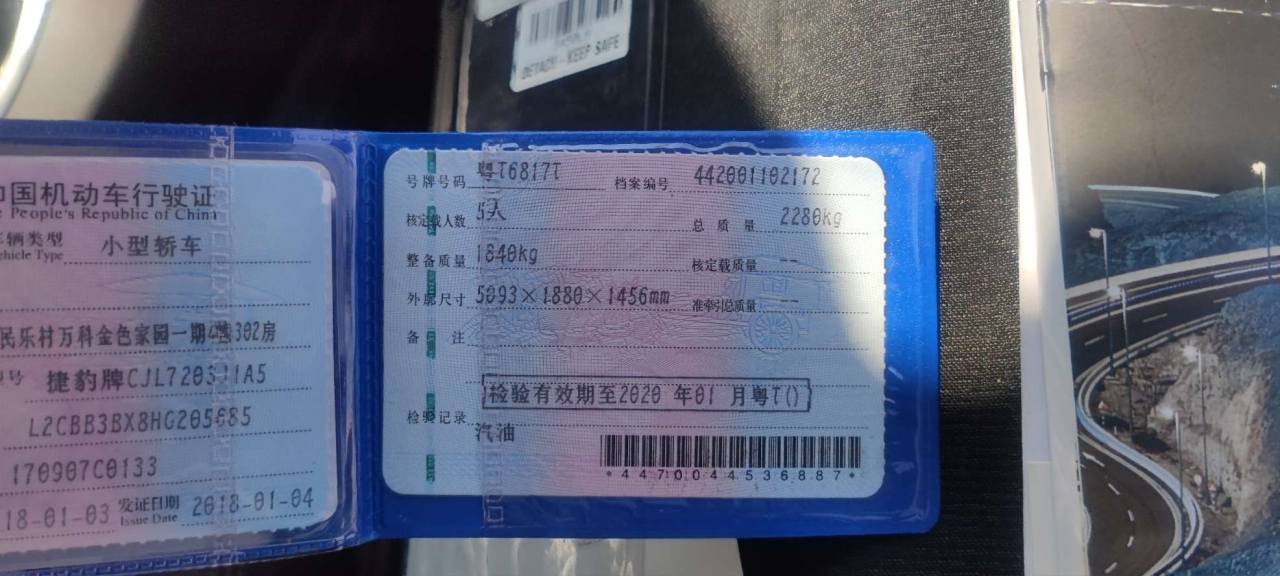 DETACH - KEEP SAFE
中国机动车行驶证
People's Republic of China
车辆类型 小型轿车
Vehicle Type
民乐村万科金色家园一期 302房
号 捷豹牌CJL720 1A5
L2CBB3BX8HG205685
170907C0133
18-01-03 发证日期 2018-01-04
Issue Date
号牌号码 粤T6817T 档案编号 442001102172
核定载人数 5人 总质量 2280kg
整备质量 1840kg 核定载质量 --
外廓尺寸 5093×1880×1456mm 准牵引总质量 --
备注
检验有效期至2020 年01 月粤T()
检验记录
汽油
*4470044536887*